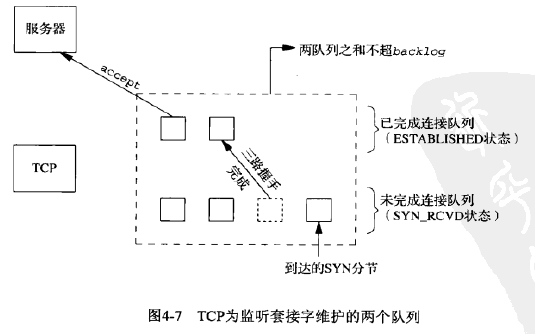 服务器
两队列之和不超backlog
accept
已完成连接队列
（ESTABLISHED状态）
TCP
三路握手
完成
未完成连接队列
（SYN_RCVD状态）
到达的SYN分节
图4-7 TCP为监听套接字维护的两个队列